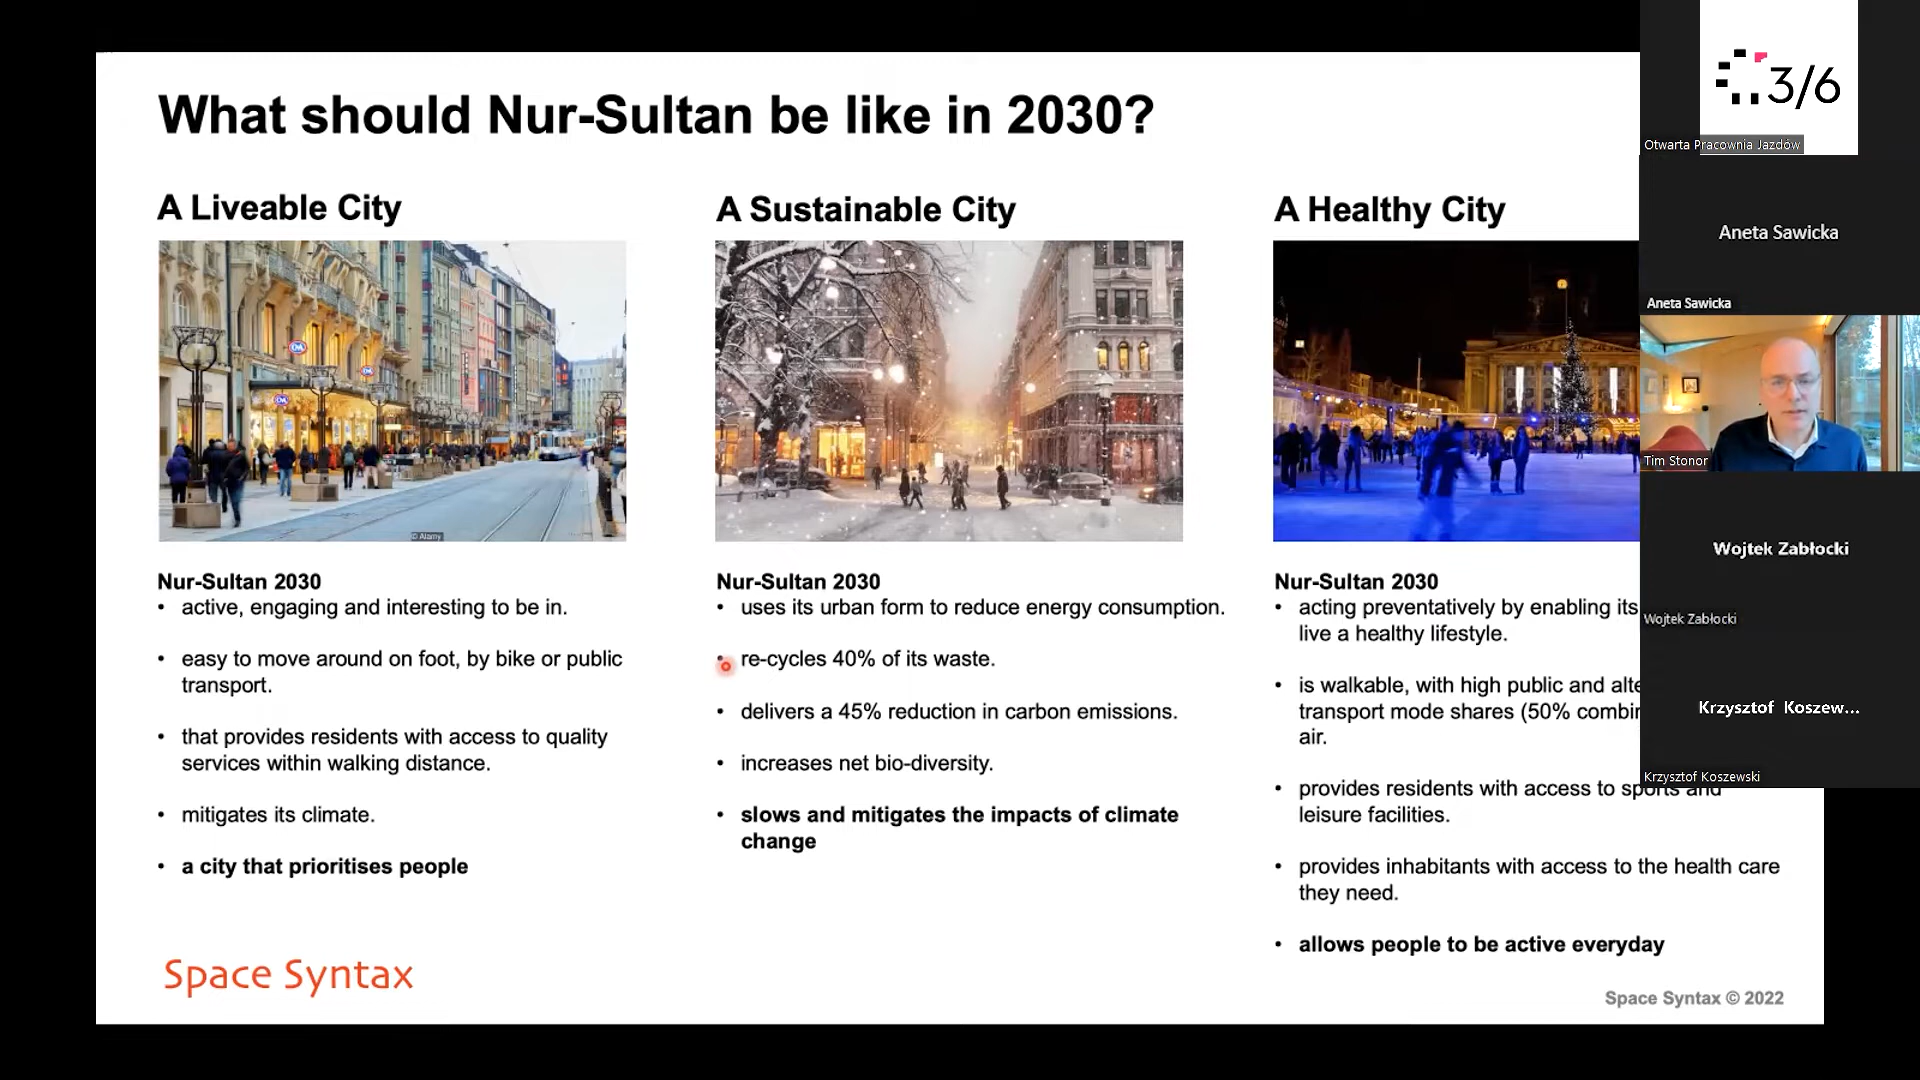 What should Nur-Sultan be like in 2030?
A Liveable City
© Alamy
Nur-Sultan 2030
• active, engaging and interesting to be in.
• easy to move around on foot, by bike or public
transport.
• that provides residents with access to quality
services within walking distance.
• mitigates its climate.
• a city that prioritises people
A Sustainable City
Nur-Sultan 2030
• uses its urban form to reduce energy consumption.
• re-cycles 40% of its waste.
• delivers a 45% reduction in carbon emissions.
• increases net bio-diversity.
• slows and mitigates the impacts of climate
change
A Healthy City
Nur-Sultan 2030
• acting preventatively by enabling its
live a healthy lifestyle.
• is walkable, with high public and
transport mode shares (50%
air.
• provides residents with access to sports and
leisure facilities.
• provides inhabitants with access to the health care
they need.
• allows people to be active everyday
Space Syntax
Space Syntax © 2022
3/6
Otwarta Pracownia Jazdów
Aneta Sawicka
Aneta Sawicka
Tim Stonor
Wojtek Zabłocki
Wojtek Zabłocki
Krzysztof Koszew...
Krzysztof Koszewski